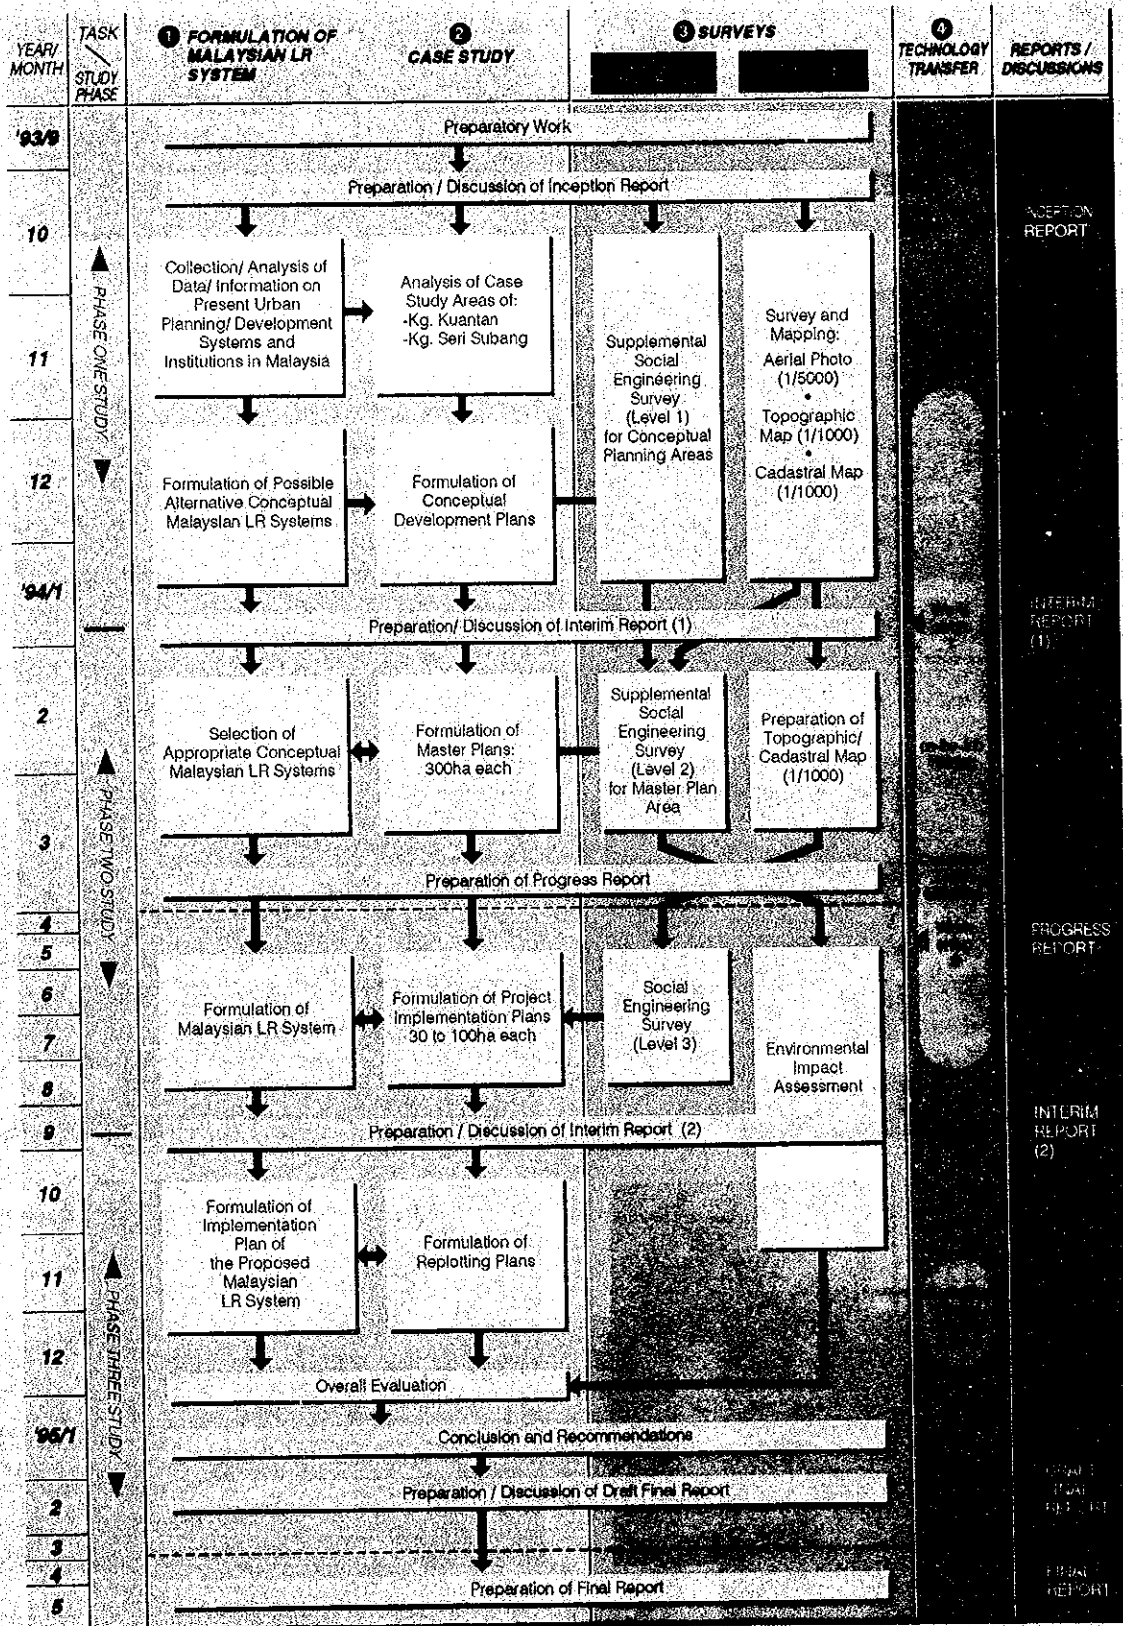 YEAR/
MONTH
TASK
/
STUDY
PHASE
1 FORMULATION OF
MALAYSIAN LR
SYSTEM
2
CASE STUDY
3 SURVEYS
4
TECHNOLOGY
TRANSFER
REPORTS /
DISCUSSIONS
'93/9
Preparatory Work
Preparation / Discussion of Inception Report
10
INCEPTION
REPORT
PHASE ONE STUDY
Collection/ Analysis of
Data/ Information on
Present Urban
Planning/ Development
Systems and
Institutions in Malaysia
Analysis of Case
Study Areas of:
-Kg. Kuantan
-Kg. Seri Subang
Supplemental
Social
Engineering
Survey
(Level 1)
for Conceptual
Planning Areas
Survey and
Mapping:
Aerial Photo
(1/5000)
•
Topographic
Map (1/1000)
•
Cadastral Map
(1/1000)
11
12
Formulation of Possible
Alternative Conceptual
Malaysian LR Systems
Formulation of
Conceptual
Development Plans
'94/1
Preparation/ Discussion of Interim Report (1)
INTERIM
REPORT
(1)
2
PHASE TWO STUDY
Selection of
Appropriate Conceptual
Malaysian LR Systems
Formulation of
Master Plans:
300ha each
Supplemental
Social
Engineering
Survey
(Level 2)
for Master Plan
Area
Preparation of
Topographic/
Cadastral Map
(1/1000)
3
Preparation of Progress Report
4
PROGRESS
REPORT
5
6
7
8
Formulation of
Malaysian LR System
Formulation of Project
Implementation Plans
30 to 100ha each
Social
Engineering
Survey
(Level 3)
Environmental
Impact
Assessment
9
Preparation / Discussion of Interim Report (2)
INTERIM
REPORT
(2)
10
PHASE THREE STUDY
Formulation of
Implementation
Plan of
the Proposed
Malaysian
LR System
Formulation of
Replotting Plans
11
12
Overall Evaluation
'95/1
Conclusion and Recommendations
2
Preparation / Discussion of Draft Final Report
DRAFT
FINAL
REPORT
3
4
5
Preparation of Final Report
FINAL
REPORT